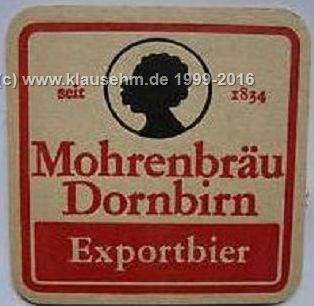 (c) www.klausehm.de 1999-2016
seit 1834
Mohrenbräu
Dornbirn
Exportbier